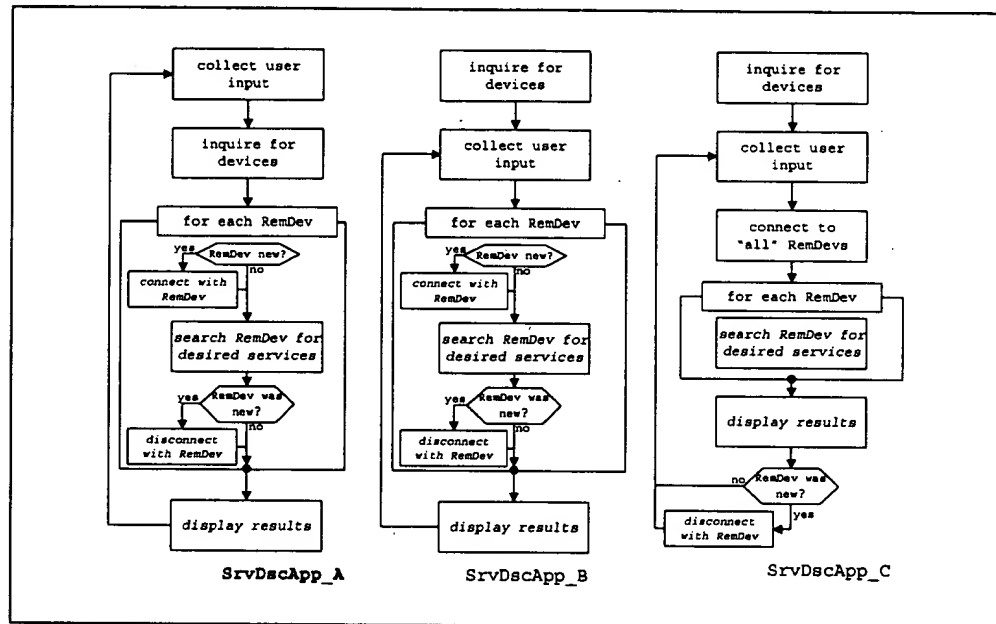 collect user
input
inquire for
devices
for each RemDev
yes
RemDev new?
no
connect with
RemDev
search RemDev for
desired services
RemDev was
new?
yes
no
disconnect
with RemDev
display results
SrvDscApp_A
inquire for
devices
collect user
input
for each RemDev
yes
RemDev new?
no
connect with
RemDev
search RemDev for
desired services
RemDev was
new?
yes
no
disconnect
with RemDev
display results
SrvDscApp_B
inquire for
devices
collect user
input
connect to
"all" RemDevs
for each RemDev
search RemDev for
desired services
display results
no
RemDev was
new?
yes
disconnect
with RemDev
SrvDscApp_C